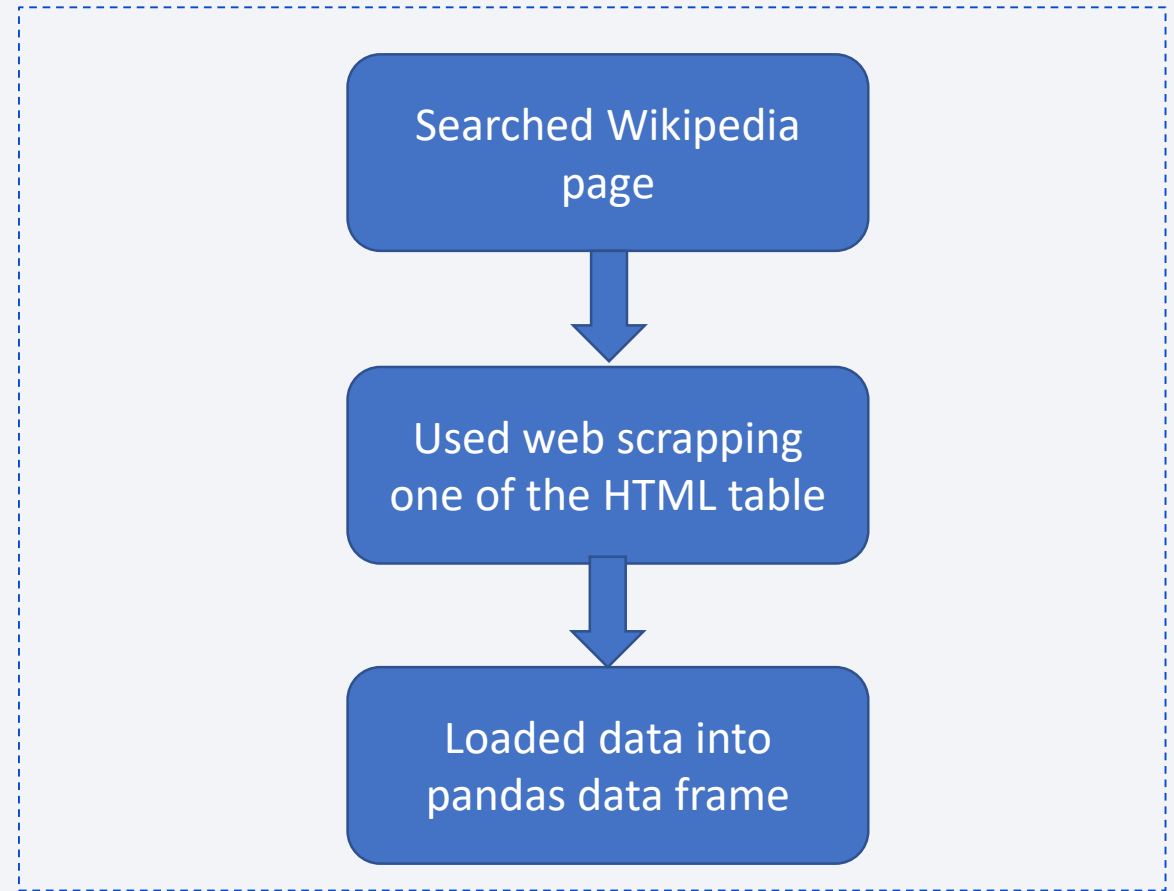 Searched Wikipedia
page
Used web scrapping
one of the HTML table
Loaded data into
pandas data frame